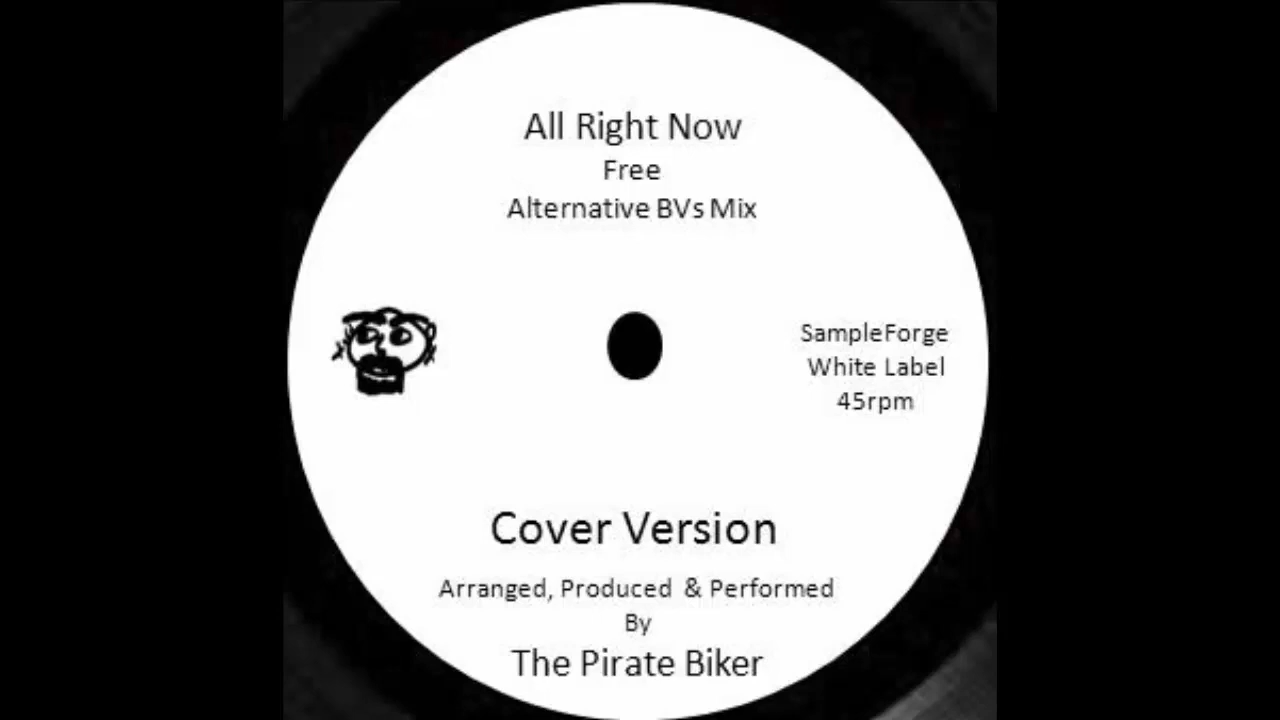 All Right Now
Free
Alternative BVs Mix
SampleForge
White Label
45rpm
Cover Version
Arranged, Produced & Performed
By
The Pirate Biker